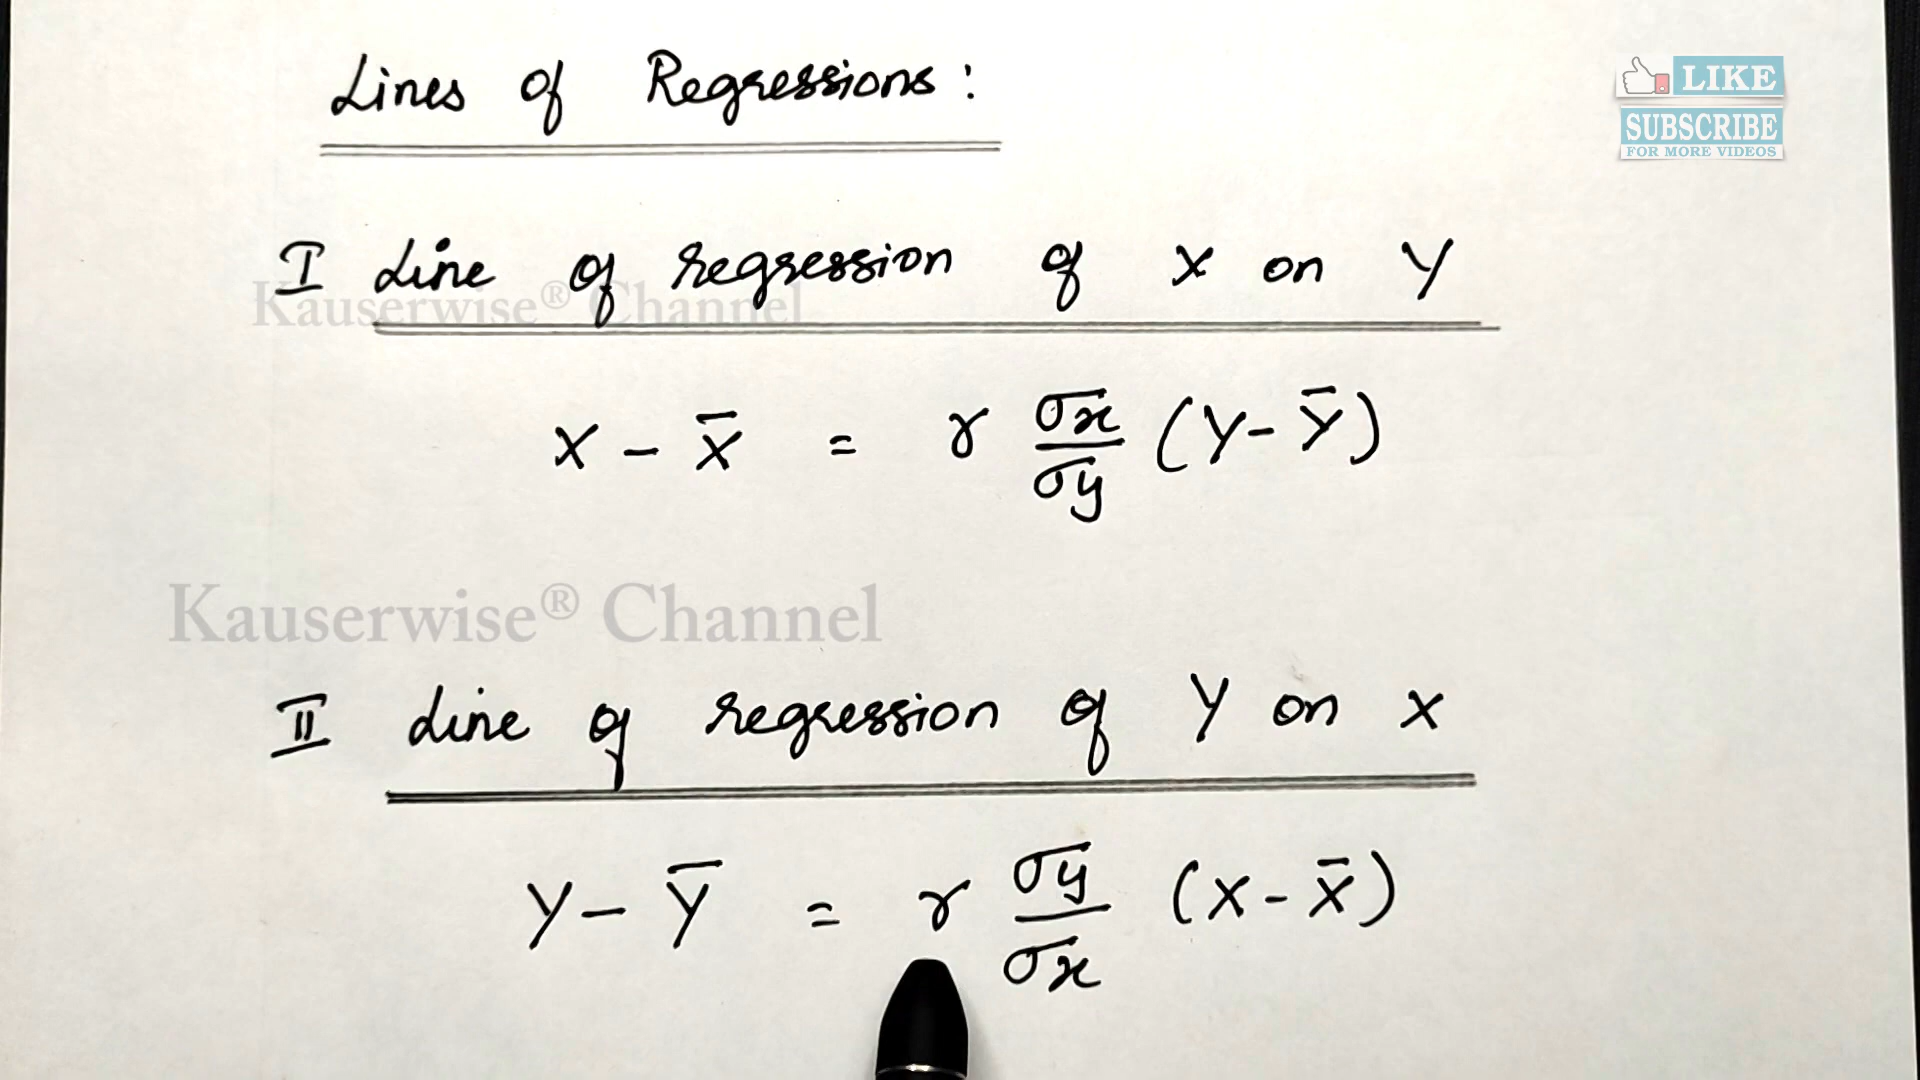 Lines of Regressions :
LIKE
SUBSCRIBE
FOR MORE VIDEOS
I Line of regression of X on Y
Kauserwise® Channel
X - X̄ = r σx/σy (Y - Ȳ)
Kauserwise® Channel
II Line of regression of Y on X
Y - Ȳ = r σy/σx (X - X̄)